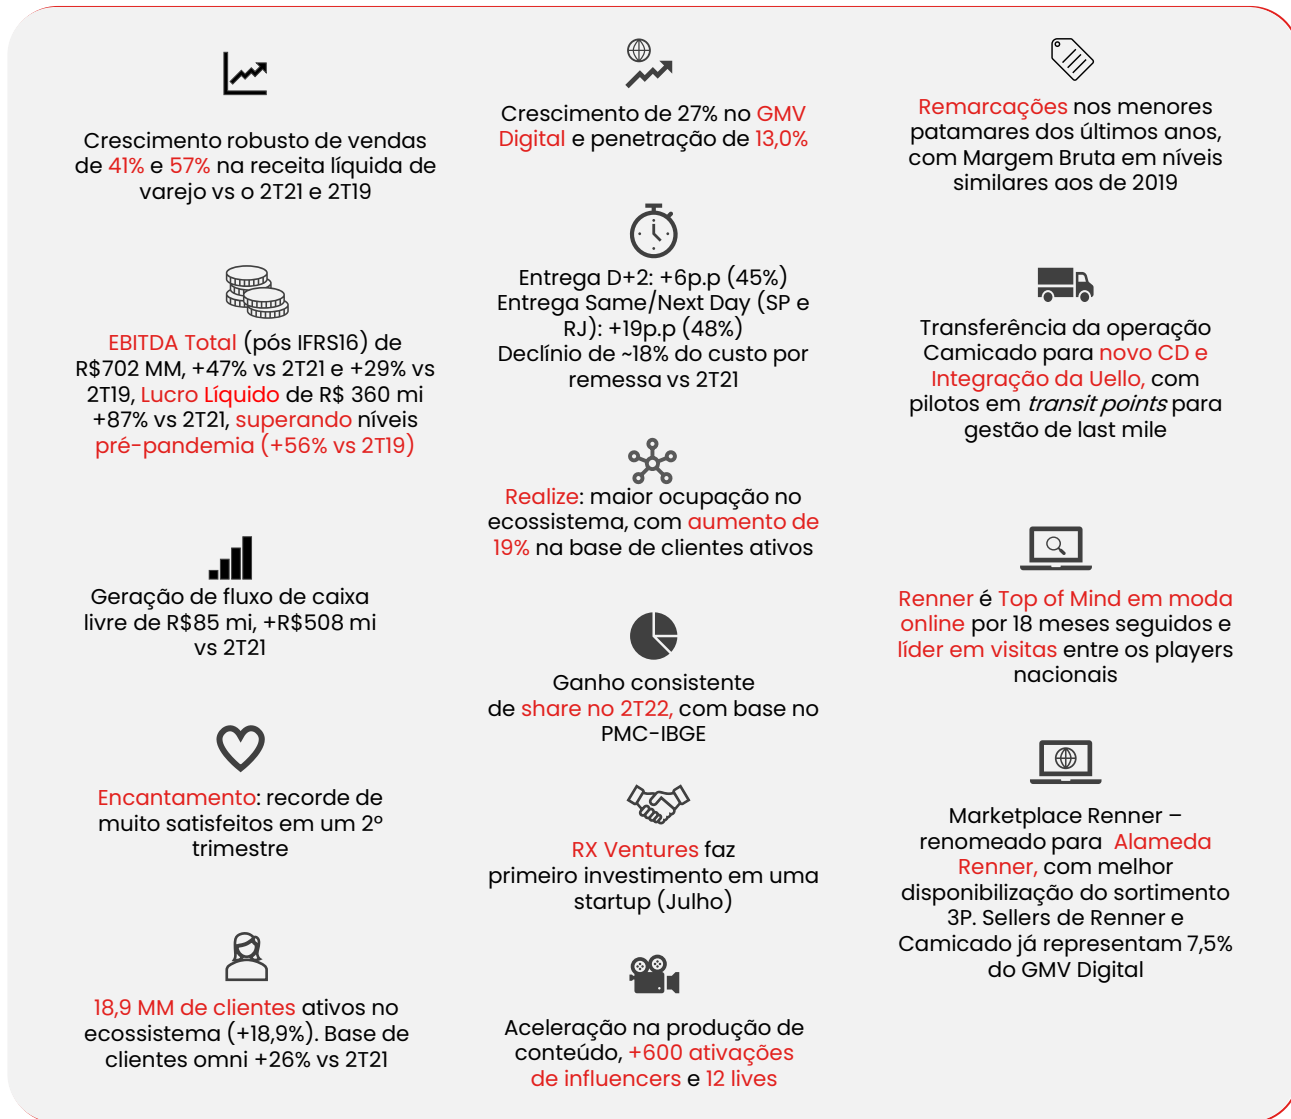 Crescimento robusto de vendas
de 41% e 57% na receita líquida de
varejo vs o 2T21 e 2T19
EBITDA Total (pós IFRS16) de
R$702 MM, +47% vs 2T21 e +29% vs
2T19, Lucro Líquido de R$ 360 mi
+87% vs 2T21, superando níveis
pré-pandemia (+56% vs 2T19)
Geração de fluxo de caixa
livre de R$85 mi, +R$508 mi
vs 2T21
Encantamento: recorde de
muito satisfeitos em um 2º
trimestre
18,9 MM de clientes ativos no
ecossistema (+18,9%). Base de
clientes omni +26% vs 2T21
Crescimento de 27% no GMV
Digital e penetração de 13,0%
Entrega D+2: +6p.p (45%)
Entrega Same/Next Day (SP e
RJ): +19p.p (48%)
Declínio de ~18% do custo por
remessa vs 2T21
Realize: maior ocupação no
ecossistema, com aumento de
19% na base de clientes ativos
Ganho consistente
de share no 2T22, com base no
PMC-IBGE
RX Ventures faz
primeiro investimento em uma
startup (Julho)
Aceleração na produção de
conteúdo, +600 ativações
de influencers e 12 lives
Remarcações nos menores
patamares dos últimos anos,
com Margem Bruta em níveis
similares aos de 2019
Transferência da operação
Camicado para novo CD e
Integração da Uello, com
pilotos em transit points para
gestão de last mile
Renner é Top of Mind em moda
online por 18 meses seguidos e
líder em visitas entre os players
nacionais
Marketplace Renner –
renomeado para Alameda
Renner, com melhor
disponibilização do sortimento
3P. Sellers de Renner e
Camicado já representam 7,5%
do GMV Digital